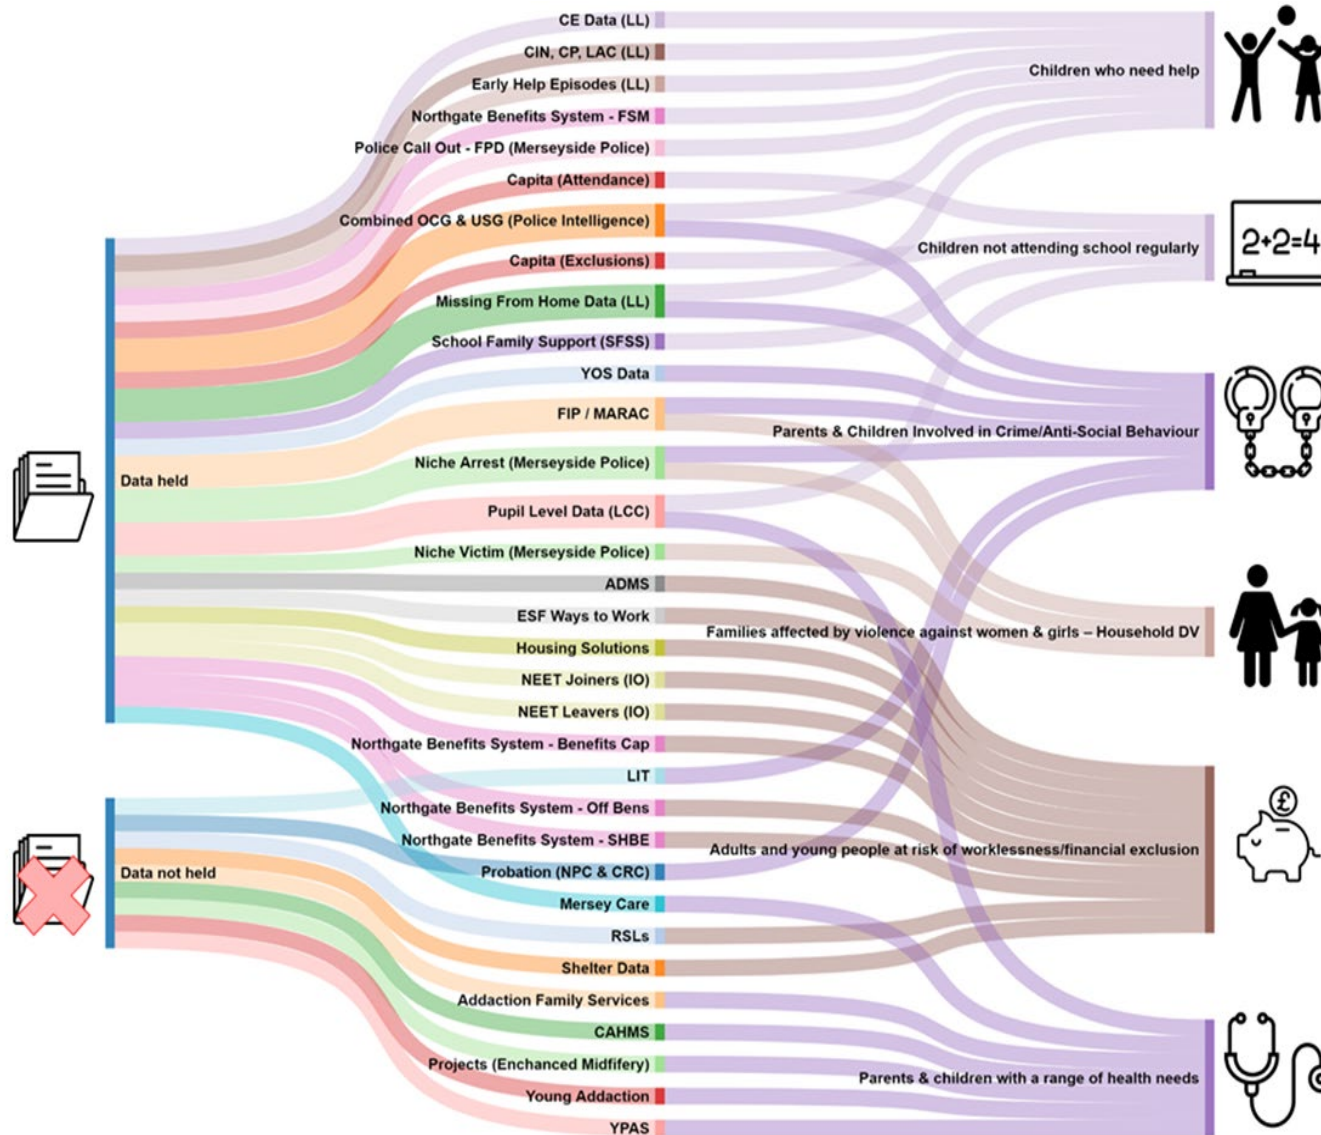 CE Data (LL)
CIN, CP, LAC (LL)
Early Help Episodes (LL)
Northgate Benefits System - FSM
Police Call Out - FPD (Merseyside Police)
Capita (Attendance)
Combined OCG & USG (Police Intelligence)
Capita (Exclusions)
Missing From Home Data (LL)
School Family Support (SFSS)
YOS Data
FIP / MARAC
Data held
Niche Arrest (Merseyside Police)
Pupil Level Data (LCC)
Niche Victim (Merseyside Police)
ADMS
ESF Ways to Work
Housing Solutions
NEET Joiners (IO)
NEET Leavers (IO)
Northgate Benefits System - Benefits Cap
LIT
Northgate Benefits System - Off Bens
Northgate Benefits System - SHBE
Data not held
Probation (NPC & CRC)
Mersey Care
RSLs
Shelter Data
Addaction Family Services
CAHMS
Projects (Enchanced Midfifery)
Young Addaction
YPAS
Children who need help
Children not attending school regularly
2+2=4
Parents & Children Involved in Crime/Anti-Social Behaviour
Families affected by violence against women & girls – Household DV
£
Adults and young people at risk of worklessness/financial exclusion
Parents & children with a range of health needs